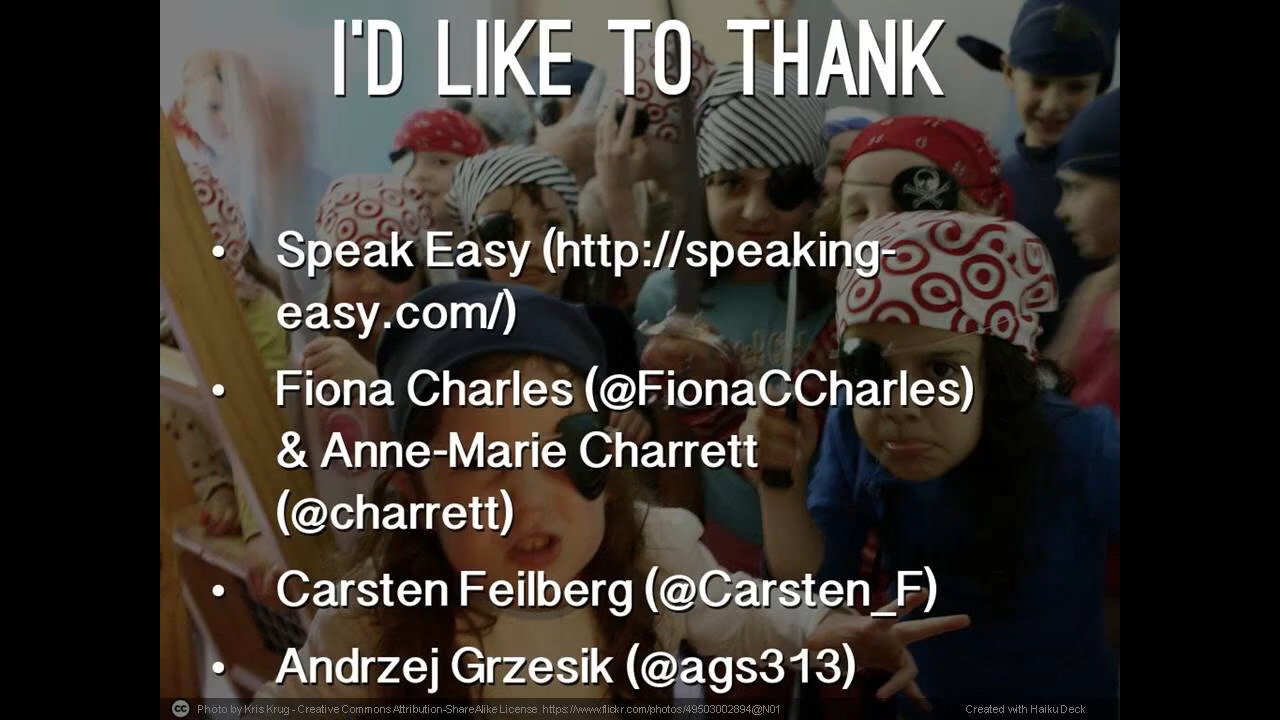 I'D LIKE TO THANK
• Speak Easy (http://speaking-
easy.com/)
• Fiona Charles (@FionaCCharles)
& Anne-Marie Charrett
(@charrett)
• Carsten Feilberg (@Carsten_F)
• Andrzej Grzesik (@ags313)
cc Photo by Kris Krug - Creative Commons Attribution-ShareAlike License https://www.flickr.com/photos/49503002894@N01 Created with Haiku Deck